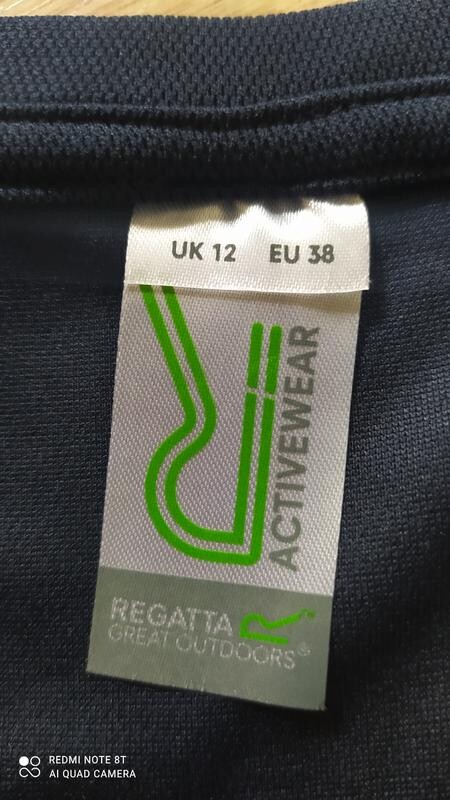 UK 12 EU 38
ACTIVEWEAR
REGATTA
GREAT OUTDOORS®
REDMI NOTE 8T
AI QUAD CAMERA